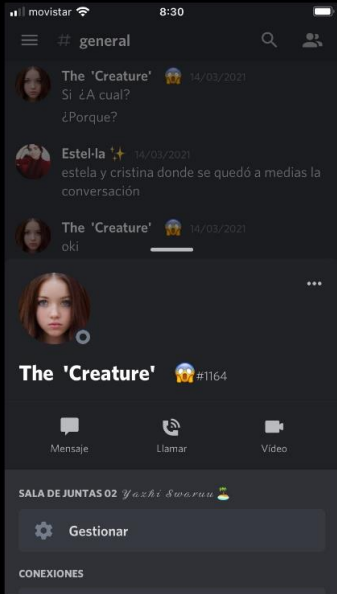 movistar 8:30
# general
The 'Creature' 😱 14/03/2021
Si ¿A cual?
¿Porque?
Estel·la ✨ 14/03/2021
estela y cristina donde se quedó a medias la
conversación
The 'Creature' 😱 14/03/2021
oki
The 'Creature' 😱#1164
Mensaje Llamar Vídeo
SALA DE JUNTAS 02 𝒴𝒶𝓏𝒽𝒾 𝒮𝓌𝒶𝓇𝓊𝓊 🏝️
Gestionar
CONEXIONES